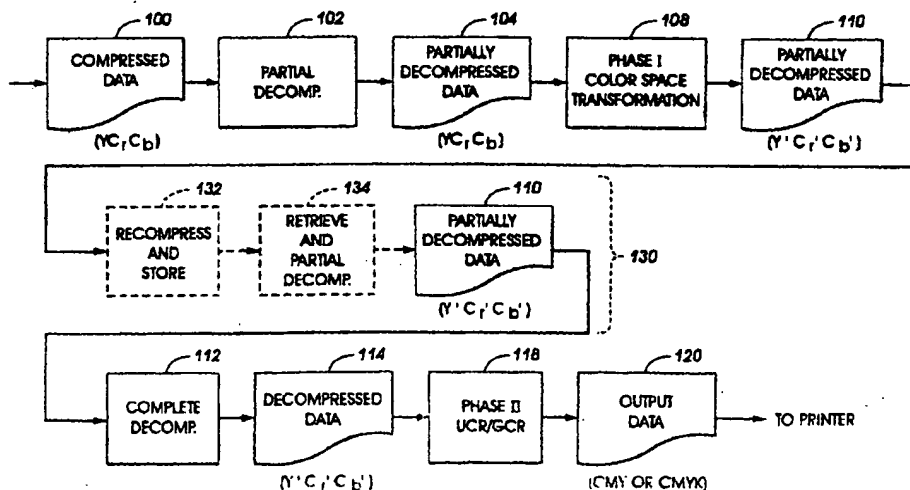 100
COMPRESSED
DATA
(YCrCb)
102
PARTIAL
DECOMP.
104
PARTIALLY
DECOMPRESSED
DATA
(YCrCb)
108
PHASE I
COLOR SPACE
TRANSFORMATION
110
PARTIALLY
DECOMPRESSED
DATA
(Y'Cr'Cb')
132
RECOMPRESS
AND
STORE
134
RETRIEVE
AND
PARTIAL
DECOMP.
110
PARTIALLY
DECOMPRESSED
DATA
(Y'Cr'Cb')
130
112
COMPLETE
DECOMP.
114
DECOMPRESSED
DATA
(Y'Cr'Cb')
118
PHASE II
UCR/GCR
120
OUTPUT
DATA
(CMY OR CMYK)
TO PRINTER